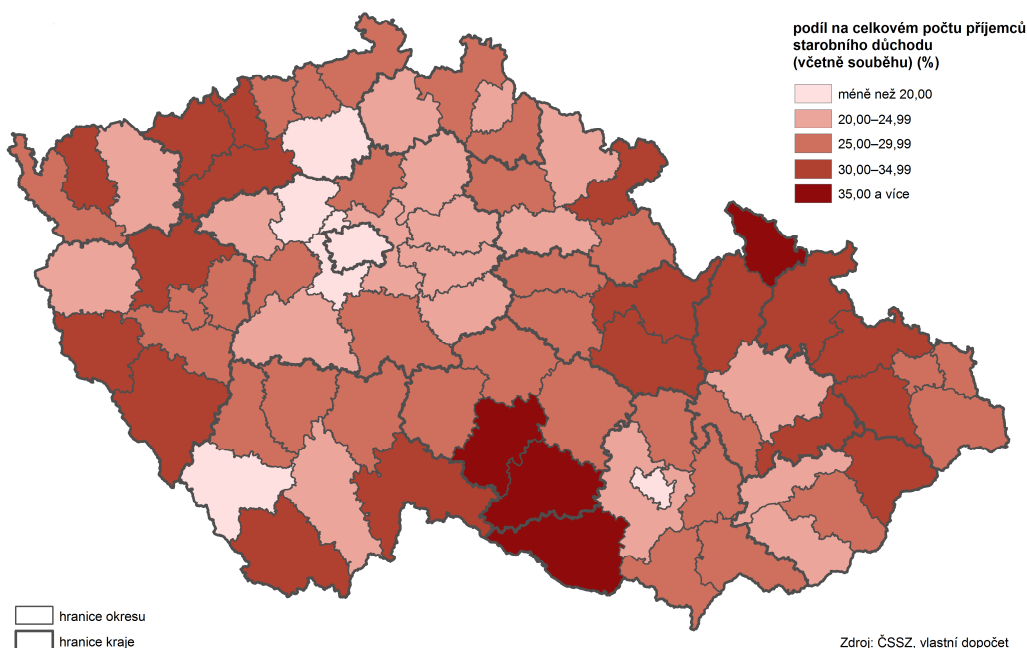 podíl na celkovém počtu příjemců
starobního důchodu
(včetně souběhu) (%)
méně než 20,00
20,00–24,99
25,00–29,99
30,00–34,99
35,00 a více
hranice okresu
hranice kraje
Zdroj: ČSSZ, vlastní dopočet